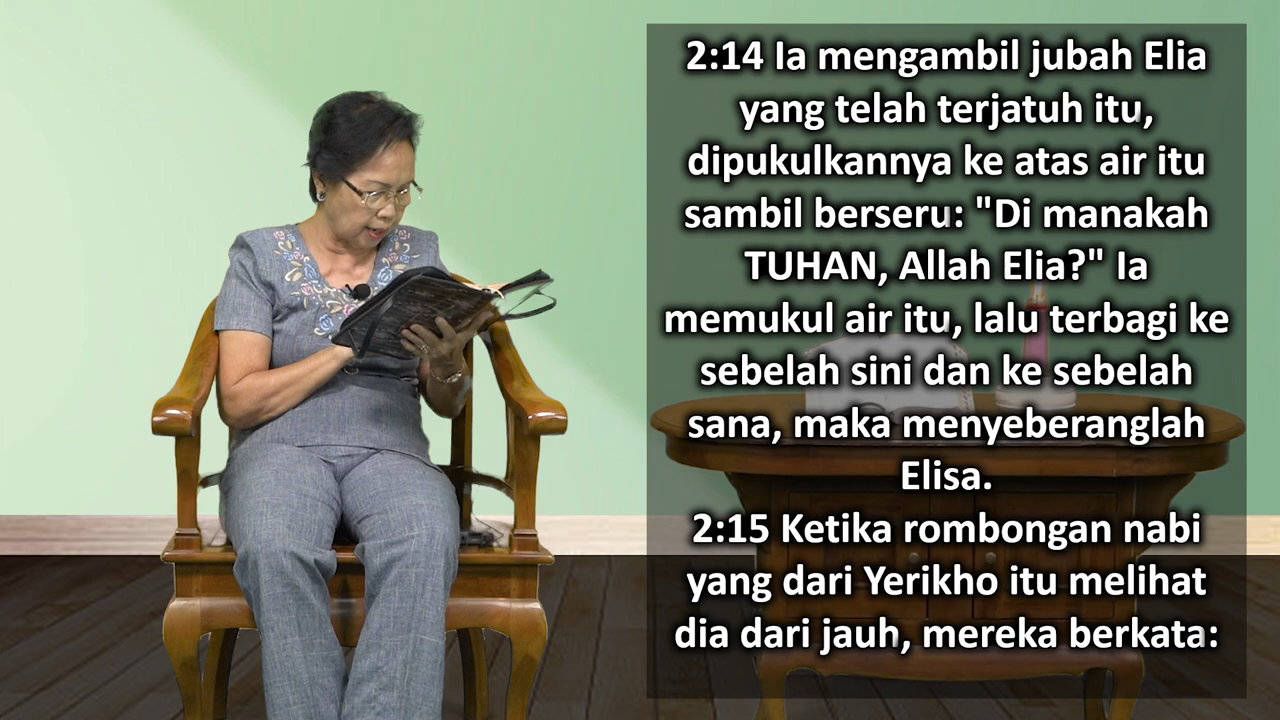 2:14 Ia mengambil jubah Elia
yang telah terjatuh itu,
dipukulkannya ke atas air itu
sambil berseru: "Di manakah
TUHAN, Allah Elia?" Ia
memukul air itu, lalu terbagi ke
sebelah sini dan ke sebelah
sana, maka menyeberanglah
Elisa.
2:15 Ketika rombongan nabi
yang dari Yerikho itu melihat
dia dari jauh, mereka berkata: